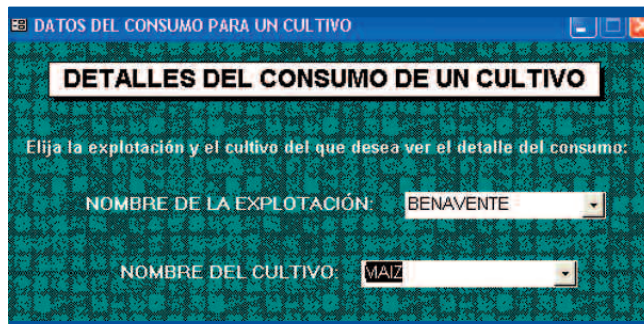 DATOS DEL CONSUMO PARA UN CULTIVO
DETALLES DEL CONSUMO DE UN CULTIVO
Elija la explotación y el cultivo del que desea ver el detalle del consumo:
NOMBRE DE LA EXPLOTACIÓN: BENAVENTE
NOMBRE DEL CULTIVO: MAIZ